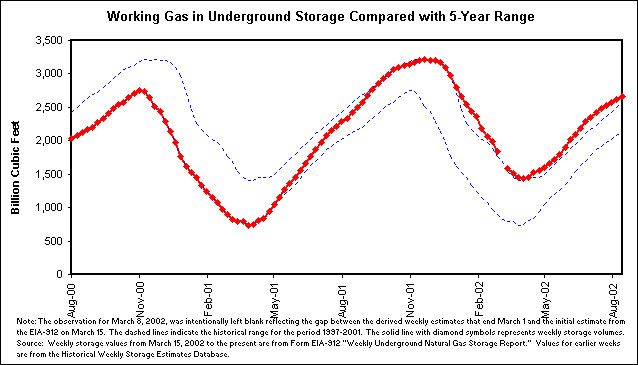 Working Gas in Underground Storage Compared with 5-Year Range
3,500
3,000
2,500
2,000
1,500
1,000
500
0
Billion Cubic Feet
Aug-00
Nov-00
Feb-01
May-01
Aug-01
Nov-01
Feb-02
May-02
Aug-02
Note: The observation for March 8, 2002, was intentionally left blank reflecting the gap between the derived weekly estimates that end March 1 and the initial estimate from
the EIA-912 on March 15. The dashed lines indicate the historical range for the period 1997-2001. The solid line with diamond symbols represents weekly storage volumes.
Source: Weekly storage values from March 15, 2002 to the present are from Form EIA-912 "Weekly Underground Natural Gas Storage Report." Values for earlier weeks
are from the Historical Weekly Storage Estimates Database.